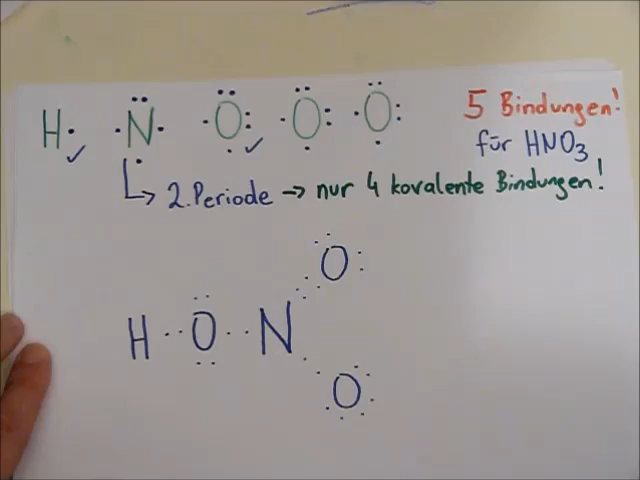 H N O O O 5 Bindungen!
für HNO3
2. Periode → nur 4 kovalente Bindungen!
O
H O N
O